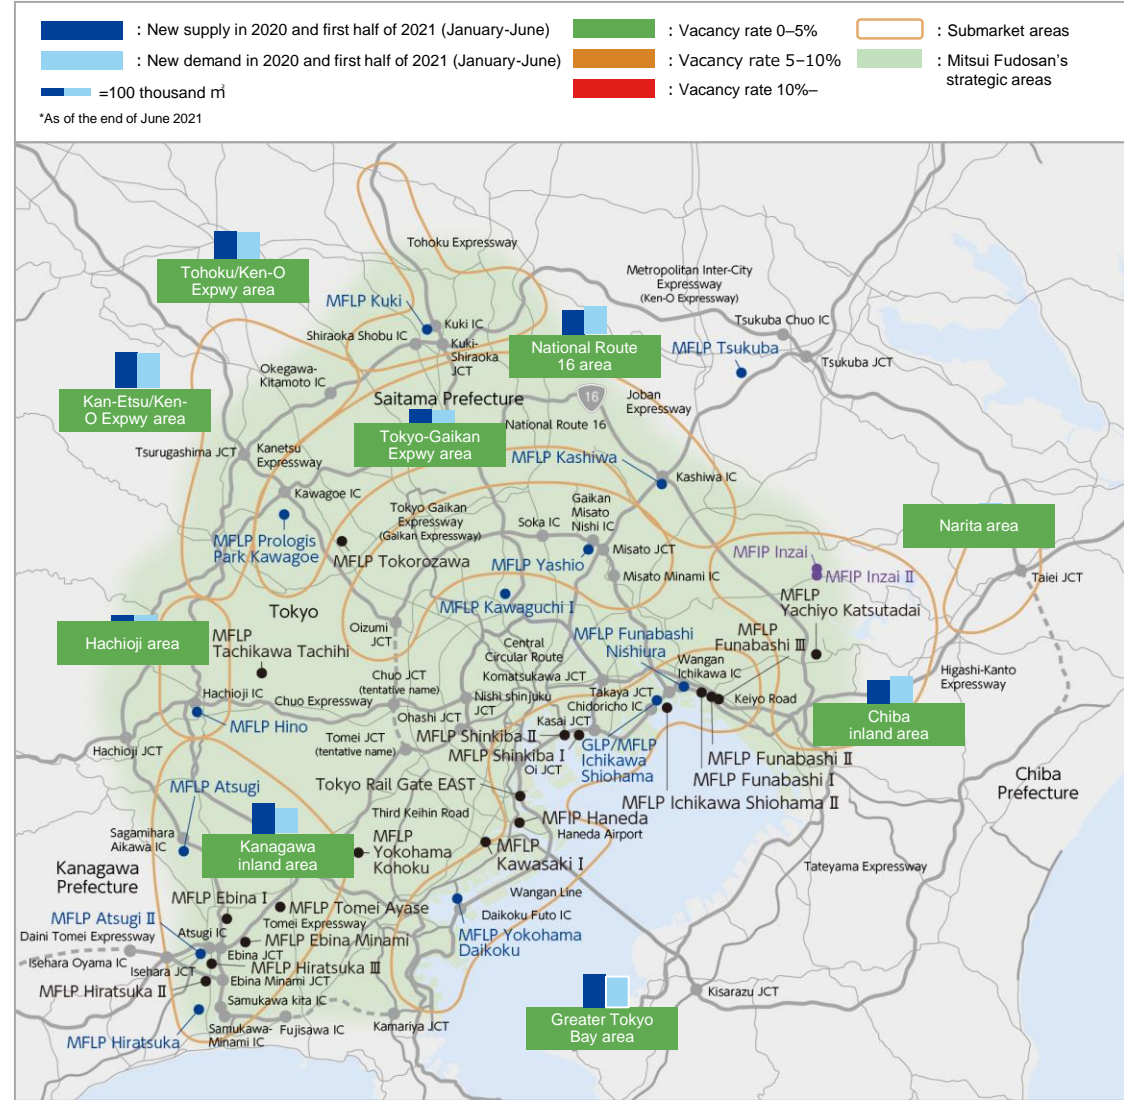 : New supply in 2020 and first half of 2021 (January-June)
: New demand in 2020 and first half of 2021 (January-June)
=100 thousand ㎡
*As of the end of June 2021
: Vacancy rate 0–5%
: Vacancy rate 5–10%
: Vacancy rate 10%–
: Submarket areas
: Mitsui Fudosan's
strategic areas
Tohoku Expressway
Tohoku/Ken-O
Expwy area
Metropolitan Inter-City
Expressway
(Ken-O Expressway)
MFLP Kuki
Kuki IC
Shiraoka Shobu IC
Kuki-
Shiraoka
JCT
Tsukuba Chuo IC
National Route
16 area
MFLP Tsukuba
Tsukuba JCT
Okegawa-
Kitamoto IC
Kan-Etsu/Ken-
O Expwy area
Saitama Prefecture
16
Joban
Expressway
National Route 16
Tokyo-Gaikan
Expwy area
Tsurugashima JCT
Kanetsu
Expressway
MFLP Kashiwa
Kashiwa IC
Kawagoe IC
Tokyo Gaikan
Expressway
(Gaikan Expressway)
Gaikan
Misato
Nishi IC
Soka IC
Narita area
MFLP Prologis
Park Kawagoe
MFLP Tokorozawa
MFLP Yashio
Misato JCT
Misato Minami IC
MFIP Inzai
MFIP Inzai Ⅱ
Taiei JCT
MFLP
Yachiyo Katsutadai
Tokyo
MFLP Kawaguchi Ⅰ
Hachioji area
MFLP
Tachikawa Tachihi
Oizumi
JCT
Central
Circular Route
MFLP Funabashi
Nishiura
MFLP
Funabashi Ⅲ
Wangan
Ichikawa IC
Higashi-Kanto
Expressway
Hachioji IC
Chuo Expressway
Chuo JCT
(tentative name)
Komatsukawa JCT
Nishi shinjuku
JCT
Takaya JCT
Chidoricho IC
Keiyo Road
MFLP Hino
Ohashi JCT
Kasai JCT
Chiba
inland area
Hachioji JCT
Tomei JCT
(tentative name)
MFLP Shinkiba Ⅱ
MFLP Shinkiba Ⅰ
Oi JCT
GLP/MFLP
Ichikawa
Shiohama
MFLP Funabashi Ⅱ
MFLP Funabashi Ⅰ
MFLP Ichikawa Shiohama Ⅱ
Chiba
Prefecture
MFLP Atsugi
Tokyo Rail Gate EAST
Third Keihin Road
MFIP Haneda
Haneda Airport
Sagamihara
Aikawa IC
Kanagawa
inland area
MFLP
Yokohama
Kohoku
MFLP
Kawasaki Ⅰ
Tateyama Expressway
Kanagawa
Prefecture
MFLP Ebina Ⅰ
MFLP Tomei Ayase
Wangan Line
MFLP Atsugi Ⅱ
Tomei Expressway
Daikoku Futo IC
Daini Tomei Expressway
Atsugi IC
MFLP Ebina Minami
MFLP Yokohama
Daikoku
Isehara Oyama IC
Isehara JCT
Ebina JCT
MFLP Hiratsuka Ⅲ
Ebina Minami JCT
MFLP Hiratsuka Ⅱ
Kisarazu JCT
Samukawa kita IC
Greater Tokyo
Bay area
MFLP Hiratsuka
Samukawa-
Minami IC
Fujisawa IC
Kamariya JCT